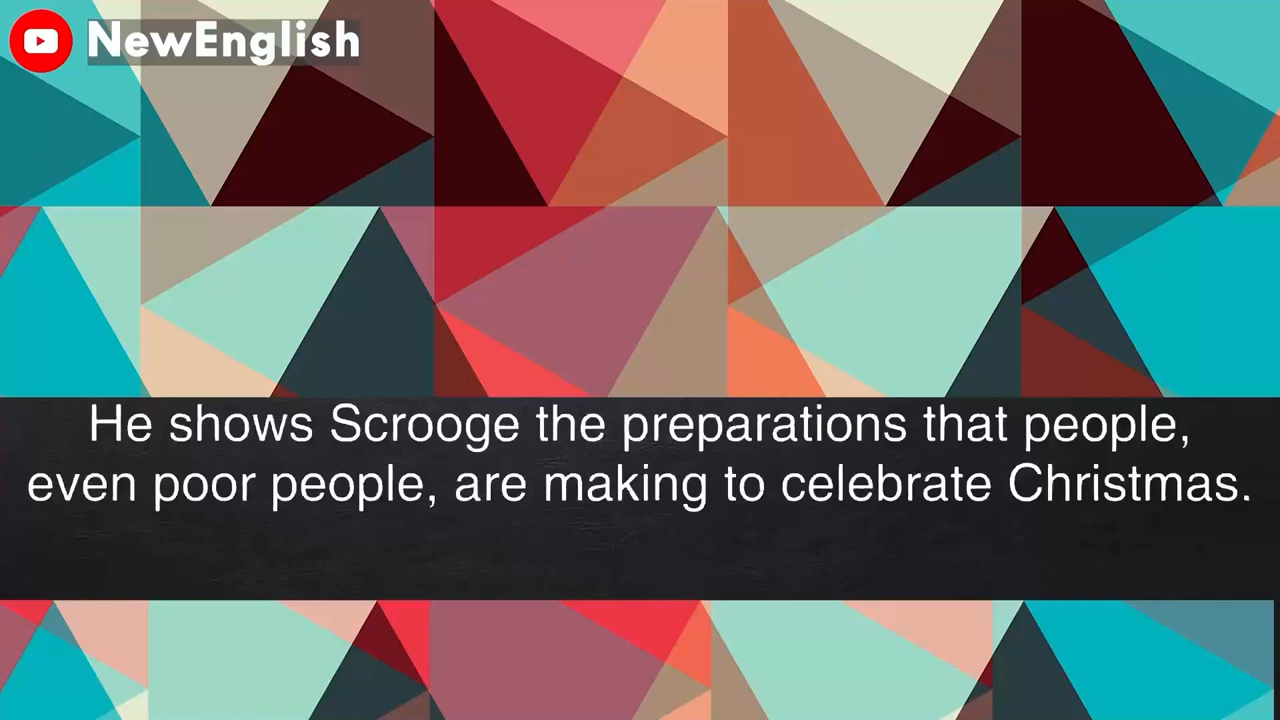 NewEnglish
He shows Scrooge the preparations that people,
even poor people, are making to celebrate Christmas.